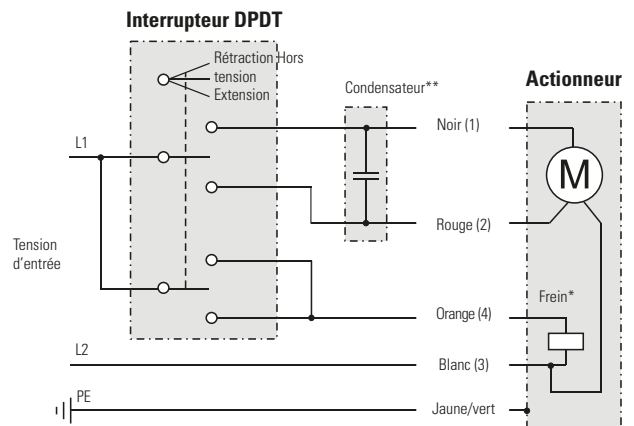 Interrupteur DPDT
Rétraction Hors
tension
Extension
Condensateur**
Actionneur
L1
Noir (1)
M
Rouge (2)
Tension
d'entrée
Frein*
Orange (4)
L2
Blanc (3)
PE
Jaune/vert